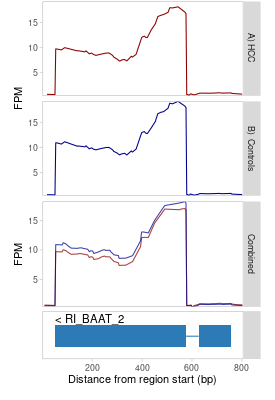 15
10
5
A) HCC
FPM
15
10
5
B) Controls
15
10
5
FPM
Combined
< RI_BAAT_2
200
400
600
800
Distance from region start (bp)